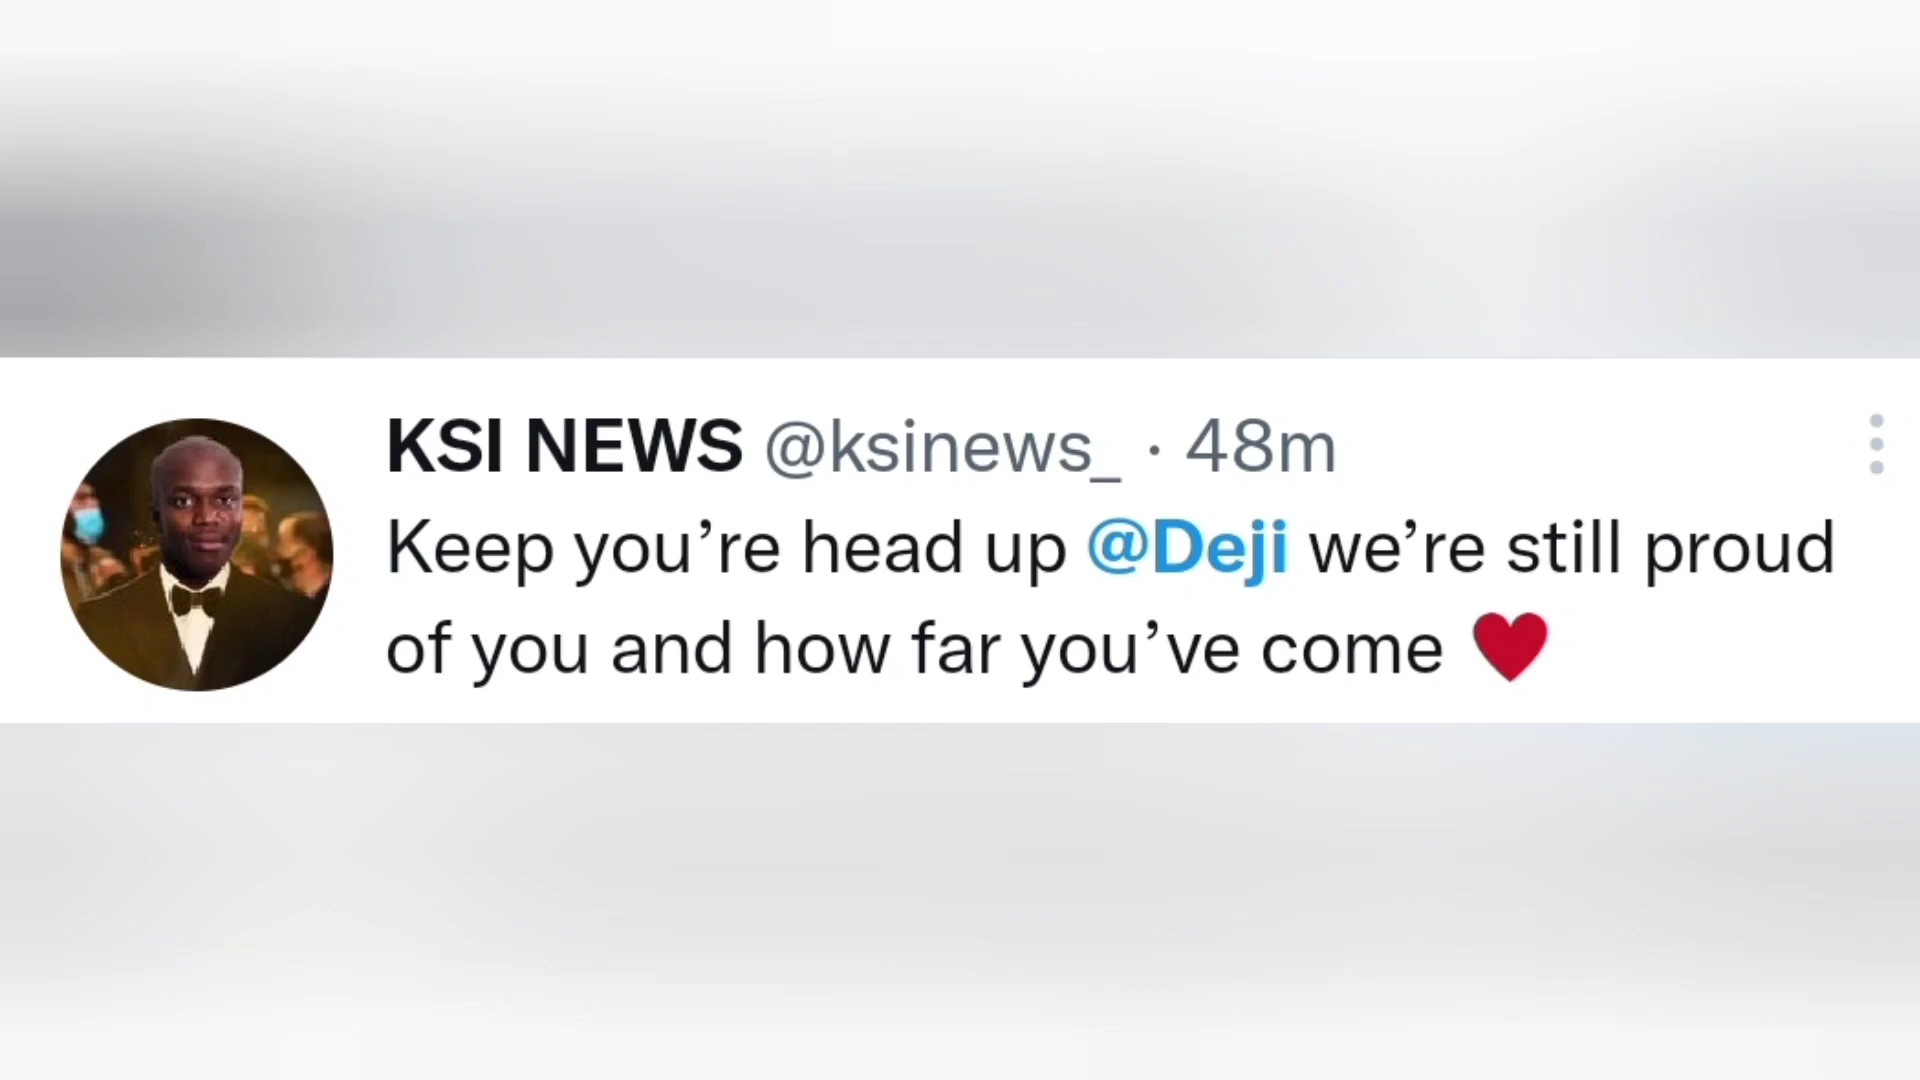 KSI NEWS @ksinews_ · 48m
Keep you’re head up @Deji we’re still proud
of you and how far you’ve come ❤️